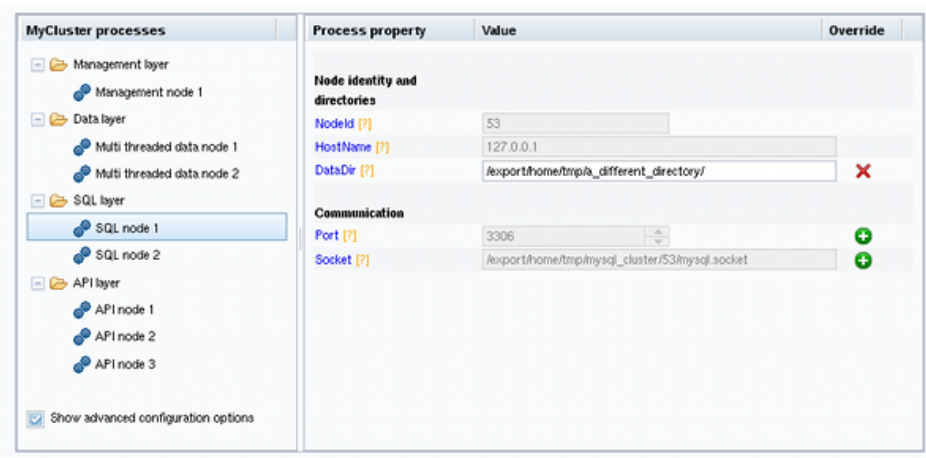 MyCluster processes
Management layer
Management node 1
Data layer
Multi threaded data node 1
Multi threaded data node 2
SQL layer
SQL node 1
SQL node 2
API layer
API node 1
API node 2
API node 3
Show advanced configuration options
Process property Value Override
Node identity and
directories
NodeId [?] 53
HostName [?] 127.0.0.1
DataDir [?] /export/home/tmp/a_different_directory/
Communication
Port [?] 3306
Socket [?] /export/home/tmp/mysql_cluster/53/mysql.socket